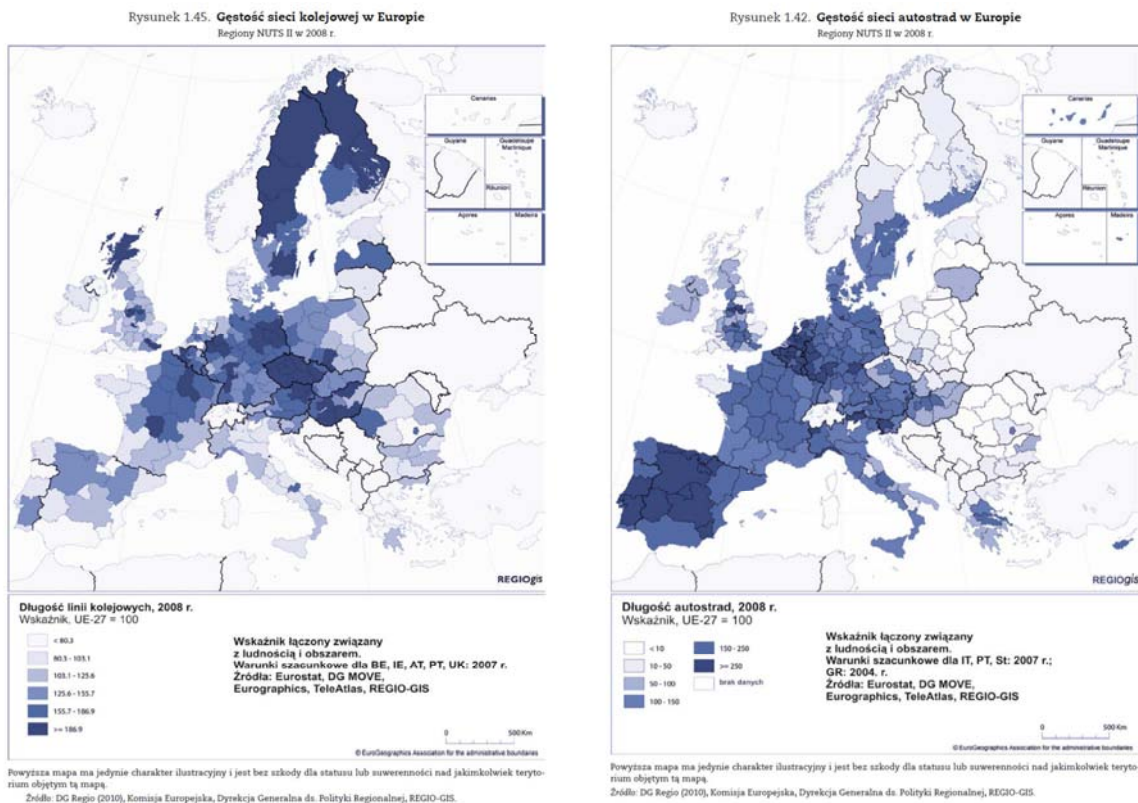 Rysunek 1.45. Gęstość sieci kolejowej w Europie
Regiony NUTS II w 2008 r.
Canarias
Guyane
Guadeloupe
Martinique
Réunion
Açores
Madeira
REGIOgis
Długość linii kolejowych, 2008 r.
Wskaźnik, UE-27 = 100
< 80.3
80.3 - 103.1
103.1 - 125.6
125.6 - 155.7
155.7 - 186.9
>= 186.9
Wskaźnik łączony związany
z ludnością i obszarem.
Warunki szacunkowe dla BE, IE, AT, PT, UK: 2007 r.
Źródła: Eurostat, DG MOVE,
Eurographics, TeleAtlas, REGIO-GIS
0 500 Km
© EuroGeographics Association for the administrative boundaries
Powyższa mapa ma jedynie charakter ilustracyjny i jest bez szkody dla statusu lub suwerenności nad jakimkolwiek teryto-
rium objętym tą mapą.
Źródło: DG Regio (2010), Komisja Europejska, Dyrekcja Generalna ds. Polityki Regionalnej, REGIO-GIS.
Rysunek 1.42. Gęstość sieci autostrad w Europie
Regiony NUTS II w 2008 r.
Canarias
Guyane
Guadeloupe
Martinique
Réunion
Açores
Madeira
REGIOgis
Długość autostrad, 2008 r.
Wskaźnik, UE-27 = 100
< 10
10 - 50
50 - 100
100 - 150
150 - 250
>= 250
brak danych
Wskaźnik łączony związany
z ludnością i obszarem.
Warunki szacunkowe dla IT, PT, St: 2007 r.;
GR: 2004. r.
Źródła: Eurostat, DG MOVE,
Eurographics, TeleAtlas, REGIO-GIS
0 500 Km
© EuroGeographics Association for the administrative boundaries
Powyższa mapa ma jedynie charakter ilustracyjny i jest bez szkody dla statusu lub suwerenności nad jakimkolwiek teryto-
rium objętym tą mapą.
Źródło: DG Regio (2010), Komisja Europejska, Dyrekcja Generalna ds. Polityki Regionalnej, REGIO-GIS.